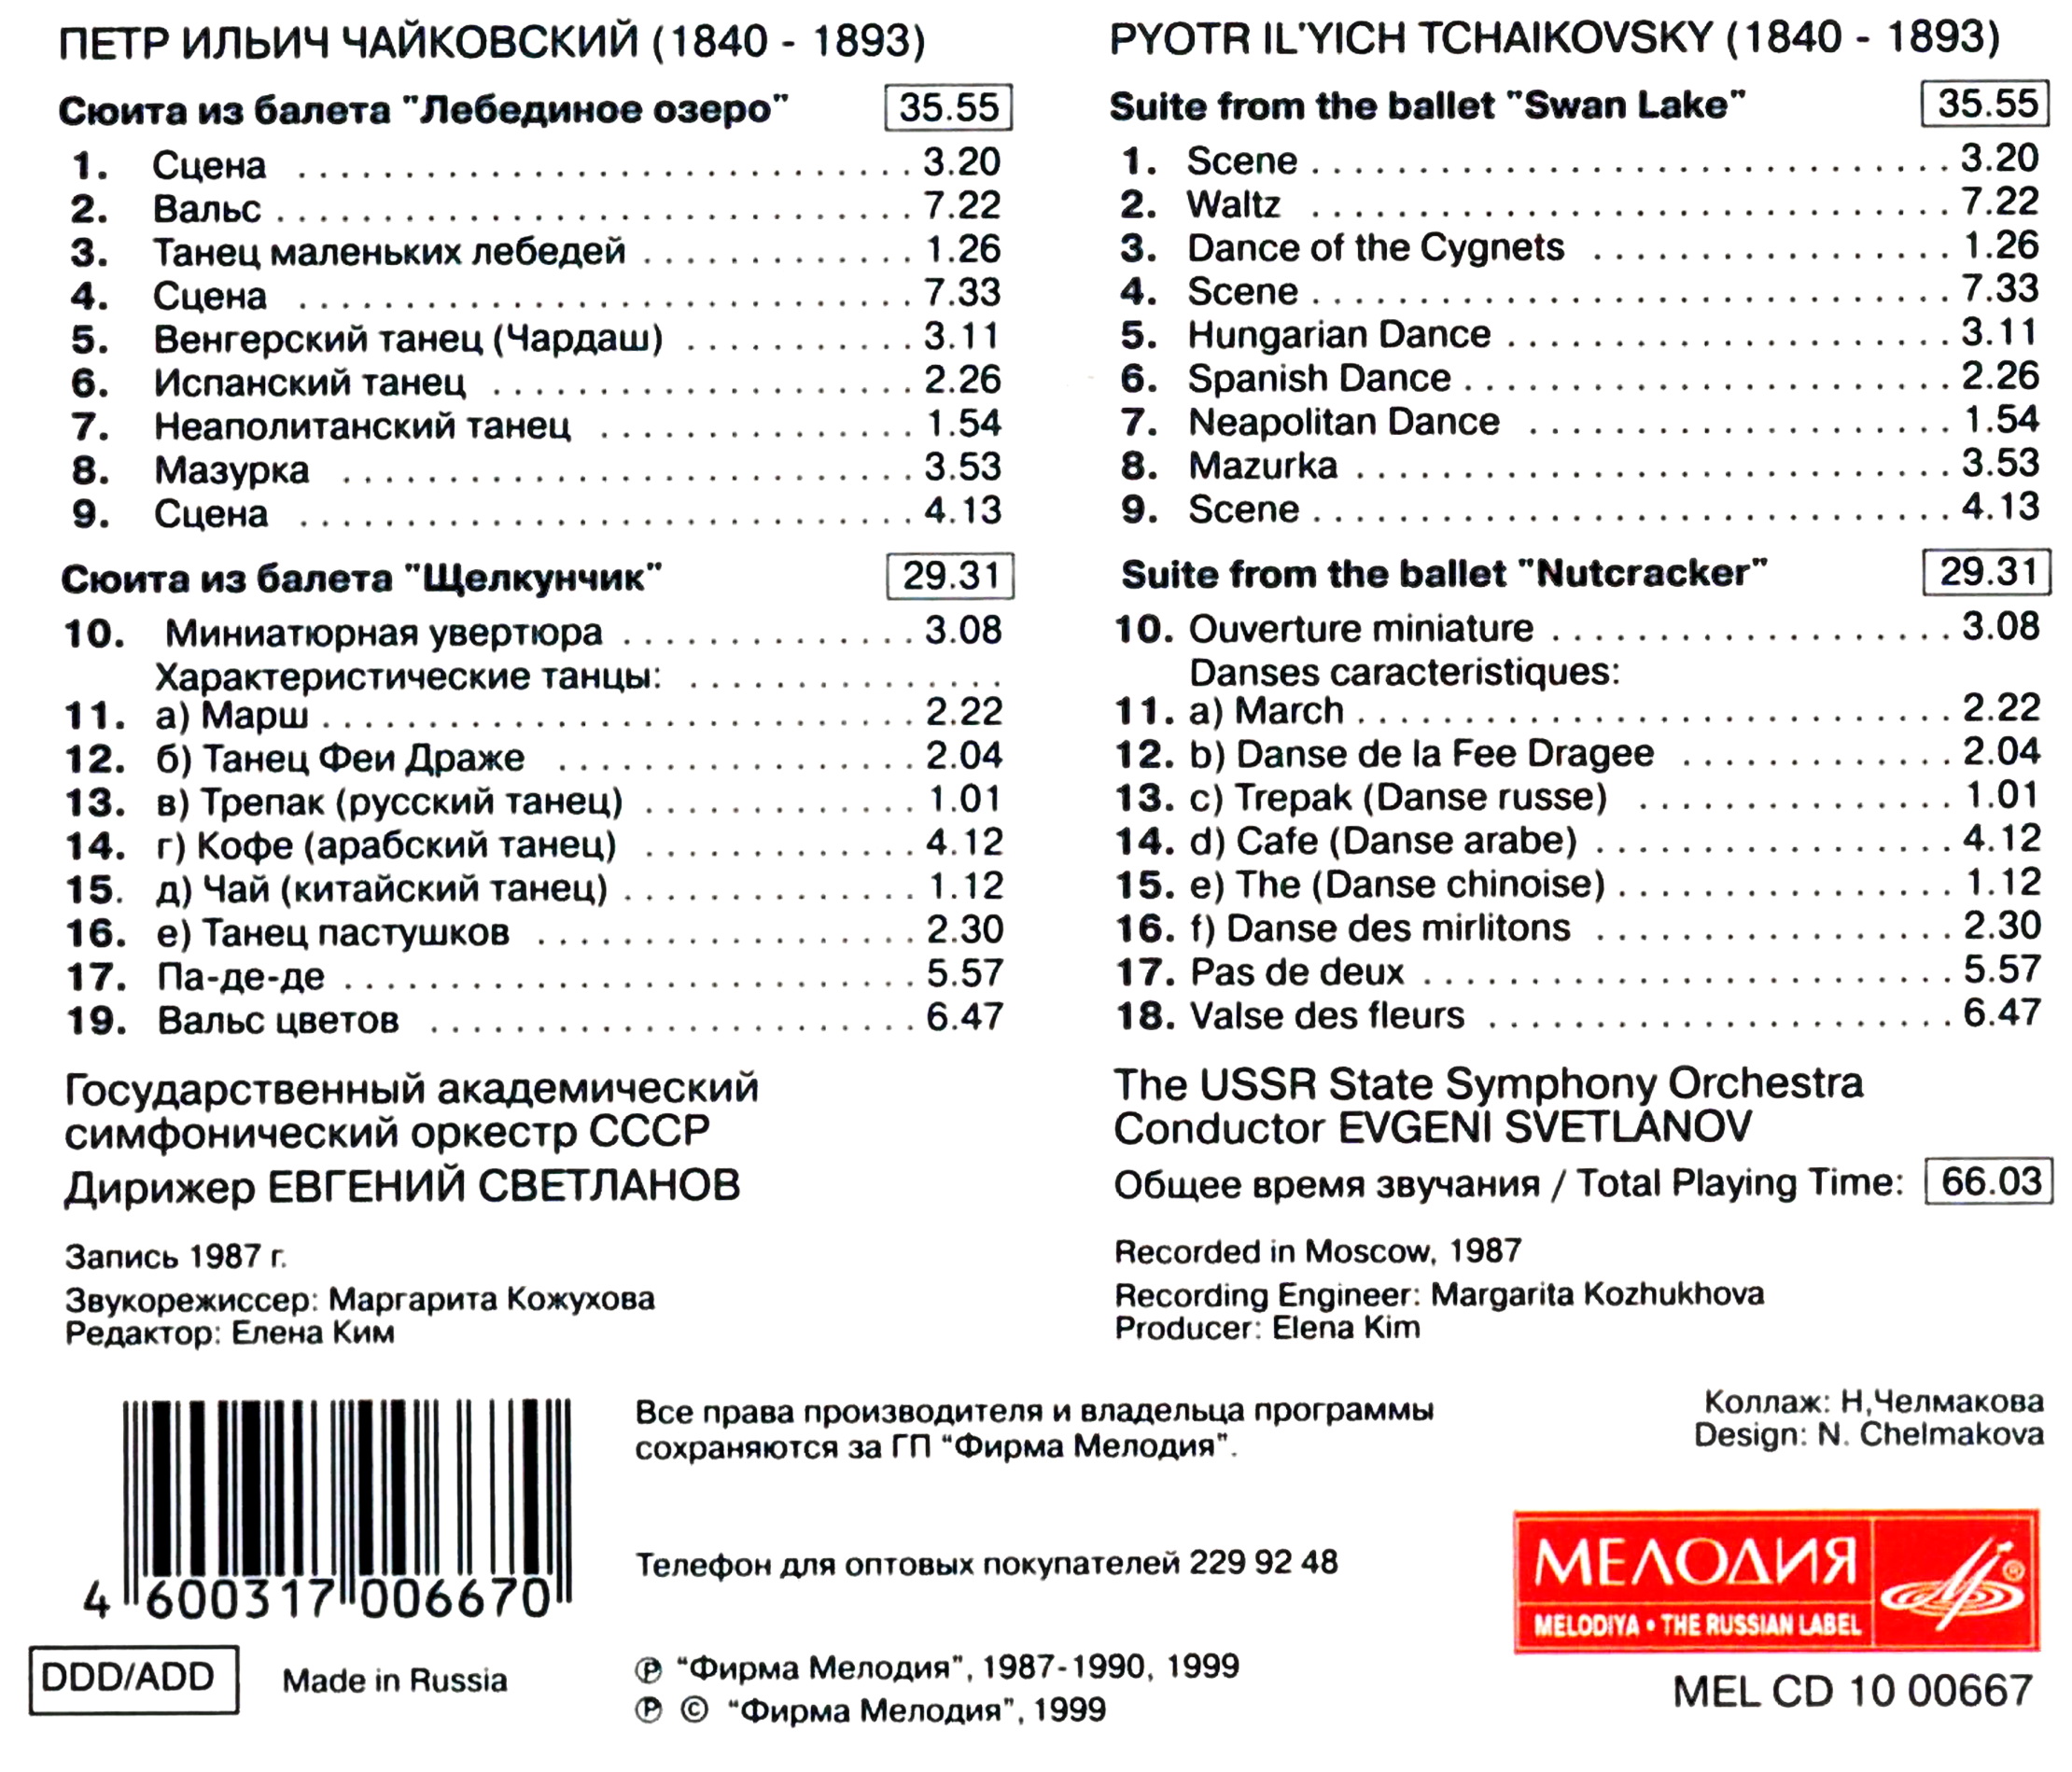 ПЕТР ИЛЬИЧ ЧАЙКОВСКИЙ (1840 - 1893)
Сюита из балета "Лебединое озеро" 35.55
1. Сцена 3.20
2. Вальс 7.22
3. Танец маленьких лебедей 1.26
4. Сцена 7.33
5. Венгерский танец (Чардаш) 3.11
6. Испанский танец 2.26
7. Неаполитанский танец 1.54
8. Мазурка 3.53
9. Сцена 4.13
Сюита из балета "Щелкунчик" 29.31
10. Миниатюрная увертюра 3.08
Характеристические танцы:
11. а) Марш 2.22
12. б) Танец Феи Драже 2.04
13. в) Трепак (русский танец) 1.01
14. г) Кофе (арабский танец) 4.12
15. д) Чай (китайский танец) 1.12
16. е) Танец пастушков 2.30
17. Па-де-де 5.57
19. Вальс цветов 6.47
Государственный академический
симфонический оркестр СССР
Дирижер ЕВГЕНИЙ СВЕТЛАНОВ
Запись 1987 г.
Звукорежиссер: Маргарита Кожухова
Редактор: Елена Ким
PYOTR IL'YICH TCHAIKOVSKY (1840 - 1893)
Suite from the ballet "Swan Lake" 35.55
1. Scene 3.20
2. Waltz 7.22
3. Dance of the Cygnets 1.26
4. Scene 7.33
5. Hungarian Dance 3.11
6. Spanish Dance 2.26
7. Neapolitan Dance 1.54
8. Mazurka 3.53
9. Scene 4.13
Suite from the ballet "Nutcracker" 29.31
10. Ouverture miniature 3.08
Danses caracteristiques:
11. a) March 2.22
12. b) Danse de la Fee Dragee 2.04
13. c) Trepak (Danse russe) 1.01
14. d) Cafe (Danse arabe) 4.12
15. e) The (Danse chinoise) 1.12
16. f) Danse des mirlitons 2.30
17. Pas de deux 5.57
18. Valse des fleurs 6.47
The USSR State Symphony Orchestra
Conductor EVGENI SVETLANOV
Общее время звучания / Total Playing Time: 66.03
Recorded in Moscow, 1987
Recording Engineer: Margarita Kozhukhova
Producer: Elena Kim
4 600317 006670
DDD/ADD Made in Russia
Все права производителя и владельца программы
сохраняются за ГП "Фирма Мелодия".
Телефон для оптовых покупателей 229 92 48
℗ "Фирма Мелодия", 1987-1990, 1999
℗ © "Фирма Мелодия", 1999
Коллаж: Н,Челмакова
Design: N. Chelmakova
МЕЛОДИЯ ®
MELODIYA • THE RUSSIAN LABEL
MEL CD 10 00667